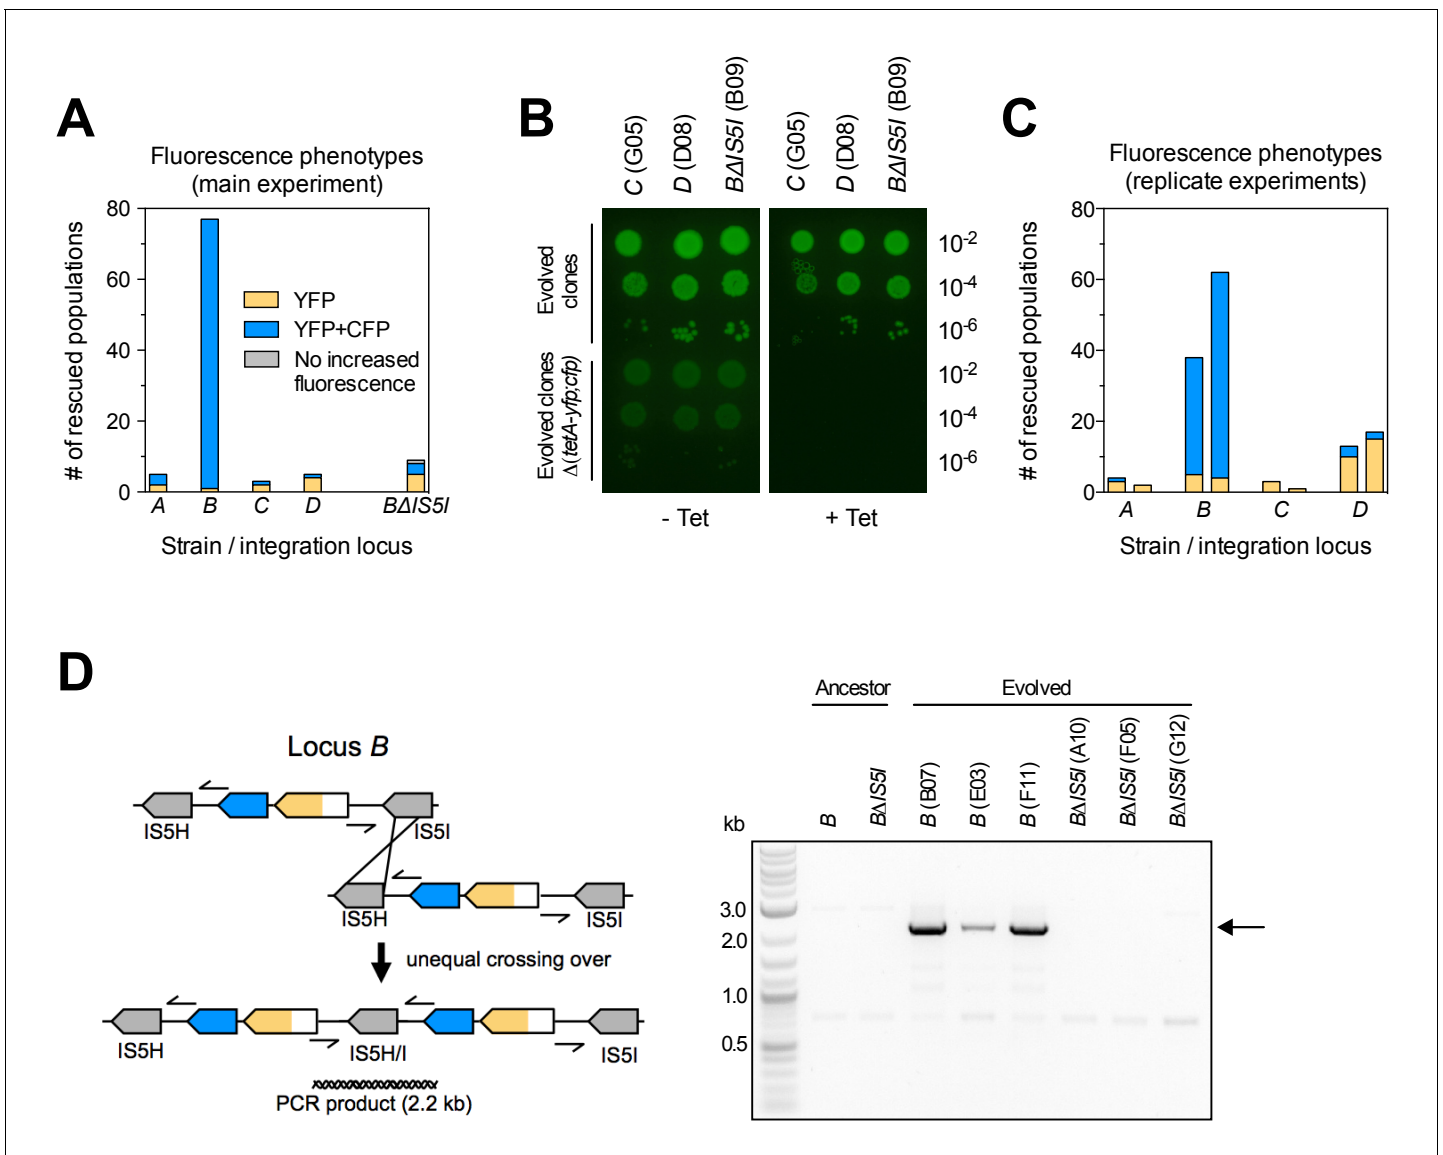 A
Fluorescence phenotypes
(main experiment)
# of rescued populations
80
60
40
20
0
YFP
YFP+CFP
No increased
fluorescence
A B C D BΔIS5I
Strain / integration locus
B
C (G05)
D (D08)
BΔIS5I (B09)
C (G05)
D (D08)
BΔIS5I (B09)
Evolved
clones
Evolved clones
Δ(tetA-yfp;cfp)
10-2
10-4
10-6
10-2
10-4
10-6
- Tet
+ Tet
C
Fluorescence phenotypes
(replicate experiments)
# of rescued populations
80
60
40
20
0
A B C D
Strain / integration locus
D
Locus B
IS5H
IS5I
IS5H
IS5I
unequal crossing over
IS5H
IS5H/I
IS5I
PCR product (2.2 kb)
Ancestor
Evolved
B
BΔIS5I
B (B07)
B (E03)
B (F11)
BΔIS5I (A10)
BΔIS5I (F05)
BΔIS5I (G12)
kb
3.0
2.0
1.0
0.5